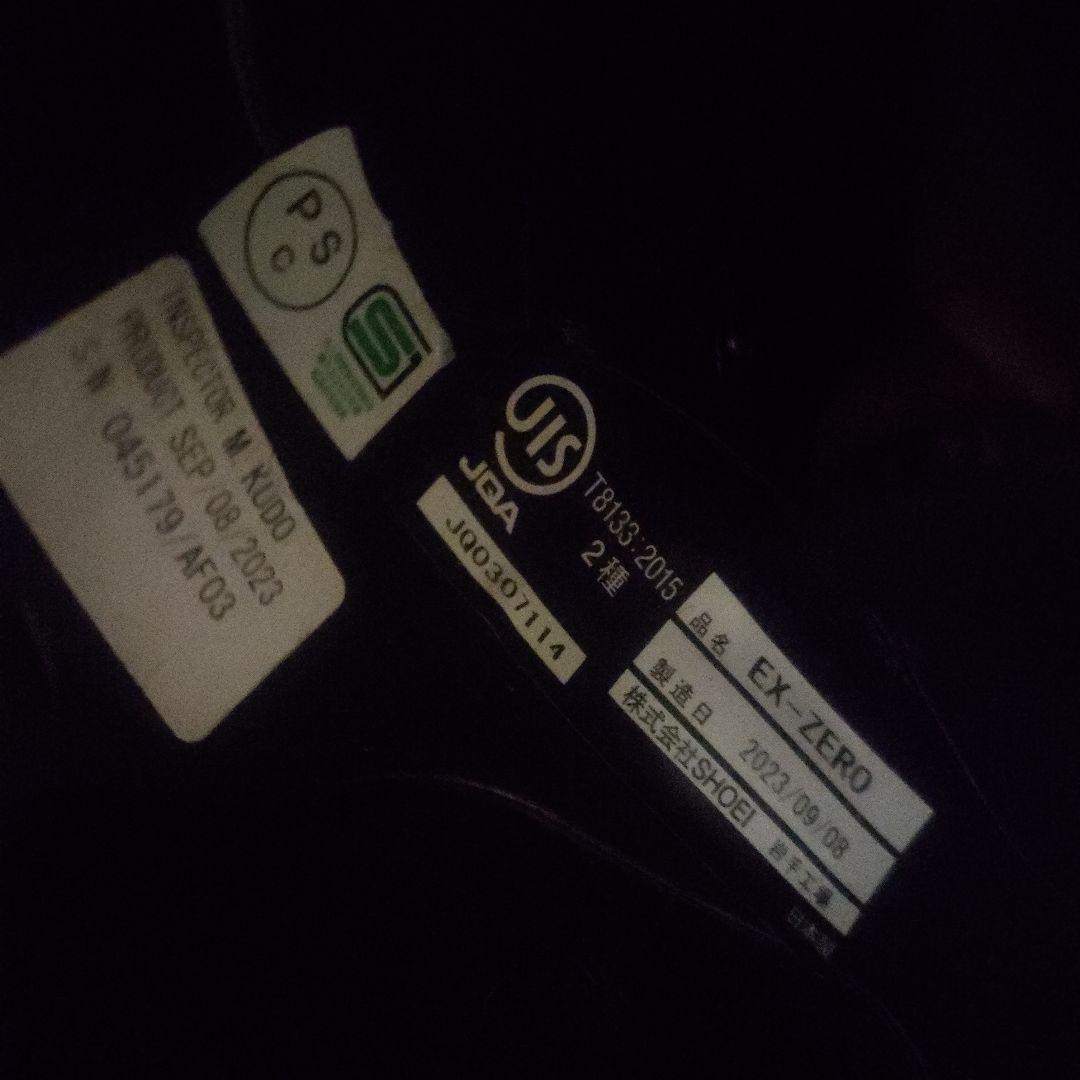 PSC
S
INSPECTOR M.KUDO
PRODUCT SEP/08/2023
S.N 045179/AF03
JIS
JQA
JQ0307114
T8133:2015
2種
品名 EX-ZERO
製造日 2023/09/08
株式会社SHOEI 岩手工場
日本製